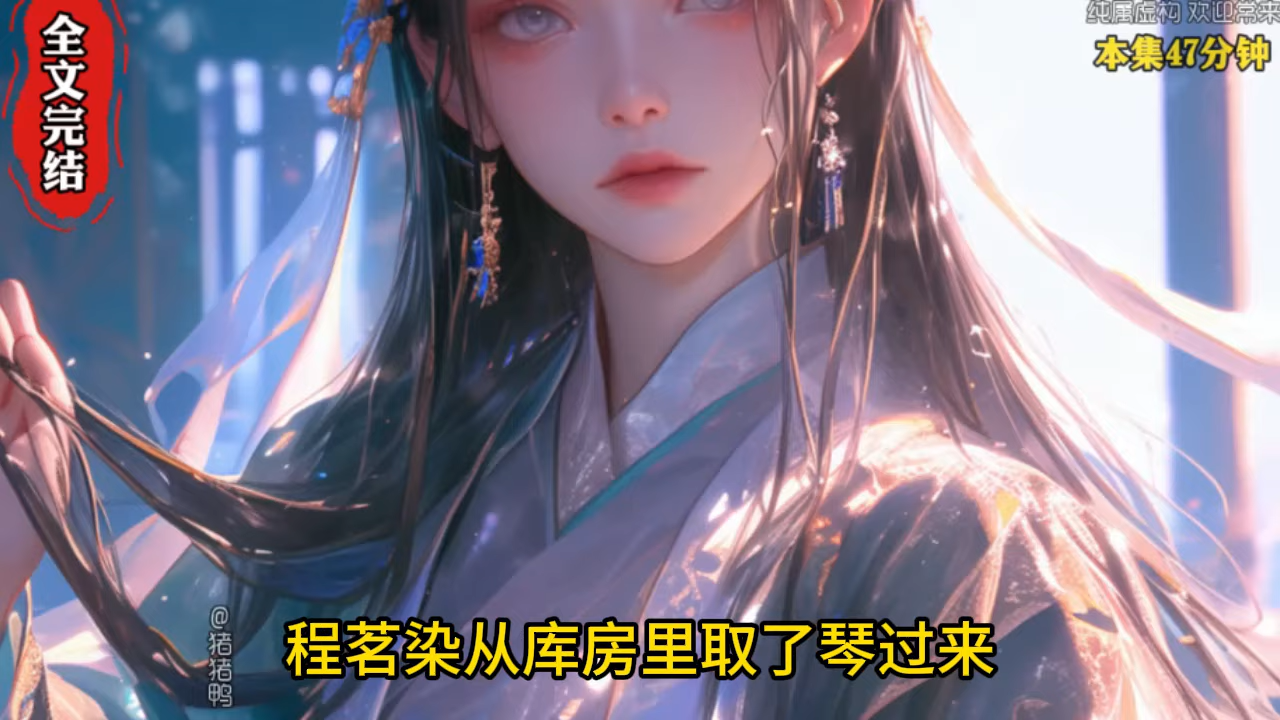 全文完结
纯属虚构 欢迎常来
本集47分钟
@猪猪鸭
程茗染从库房里取了琴过来